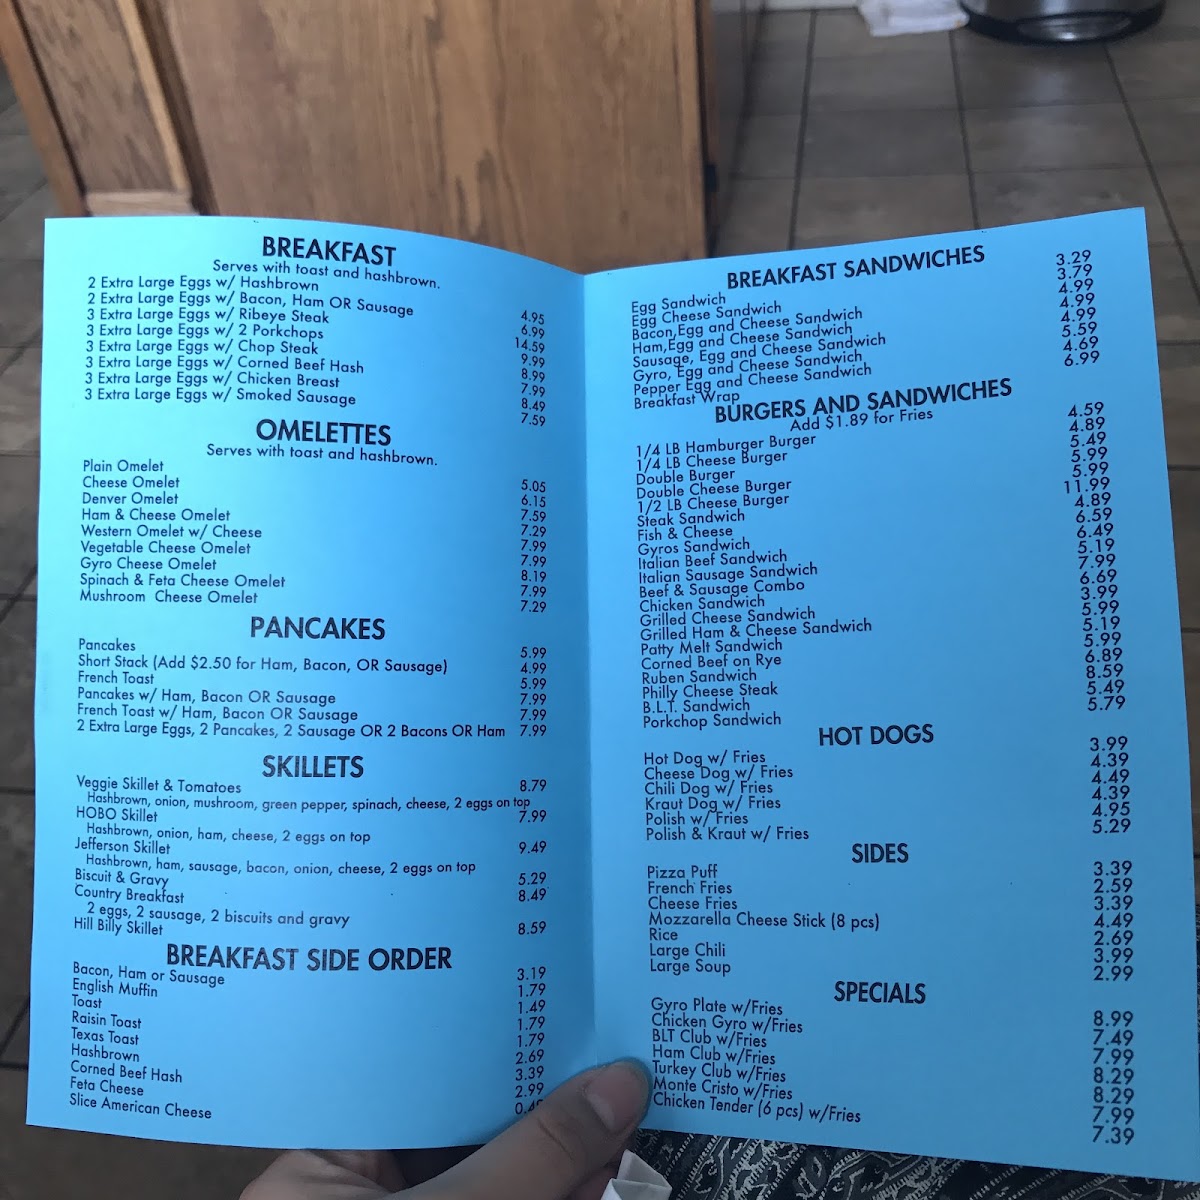 BREAKFAST
Serves with toast and hashbrown.
2 Extra Large Eggs w/ Hashbrown 4.95
2 Extra Large Eggs w/ Bacon, Ham OR Sausage 6.99
3 Extra Large Eggs w/ Ribeye Steak 14.59
3 Extra Large Eggs w/ 2 Porkchops 9.99
3 Extra Large Eggs w/ Chop Steak 8.99
3 Extra Large Eggs w/ Corned Beef Hash 7.99
3 Extra Large Eggs w/ Chicken Breast 8.49
3 Extra Large Eggs w/ Smoked Sausage 7.59
OMELETTES
Serves with toast and hashbrown.
Plain Omelet 5.05
Cheese Omelet 6.15
Denver Omelet 7.59
Ham & Cheese Omelet 7.29
Western Omelet w/ Cheese 7.99
Vegetable Cheese Omelet 7.99
Gyro Cheese Omelet 8.19
Spinach & Feta Cheese Omelet 7.99
Mushroom Cheese Omelet 7.29
PANCAKES
Pancakes 5.99
Short Stack (Add $2.50 for Ham, Bacon, OR Sausage) 4.99
French Toast 5.99
Pancakes w/ Ham, Bacon OR Sausage 7.99
French Toast w/ Ham, Bacon OR Sausage 7.99
2 Extra Large Eggs, 2 Pancakes, 2 Sausage OR 2 Bacons OR Ham 7.99
SKILLETS
Veggie Skillet & Tomatoes 8.79
Hashbrown, onion, mushroom, green pepper, spinach, cheese, 2 eggs on top
HOBO Skillet 7.99
Hashbrown, onion, ham, cheese, 2 eggs on top
Jefferson Skillet 9.49
Hashbrown, ham, sausage, bacon, onion, cheese, 2 eggs on top
Biscuit & Gravy 5.29
Country Breakfast 8.49
2 eggs, 2 sausage, 2 biscuits and gravy
Hill Billy Skillet 8.59
BREAKFAST SIDE ORDER
Bacon, Ham or Sausage 3.19
English Muffin 1.79
Toast 1.49
Raisin Toast 1.79
Texas Toast 1.79
Hashbrown 2.69
Corned Beef Hash 3.39
Feta Cheese 2.99
Slice American Cheese
BREAKFAST SANDWICHES
Egg Sandwich 3.29
Egg Cheese Sandwich 3.79
Bacon,Egg and Cheese Sandwich 4.99
Ham,Egg and Cheese Sandwich 4.99
Sausage, Egg and Cheese Sandwich 4.99
Gyro, Egg and Cheese Sandwich 5.59
Pepper Egg and Cheese Sandwich 4.69
Breakfast Wrap 6.99
BURGERS AND SANDWICHES
Add $1.89 for Fries
1/4 LB Hamburger Burger 4.59
1/4 LB Cheese Burger 4.89
Double Burger 5.49
Double Cheese Burger 5.99
1/2 LB Cheese Burger 5.99
Steak Sandwich 11.99
Fish & Cheese 4.89
Gyros Sandwich 6.59
Italian Beef Sandwich 6.49
Italian Sausage Sandwich 5.19
Beef & Sausage Combo 7.99
Chicken Sandwich 6.69
Grilled Cheese Sandwich 3.99
Grilled Ham & Cheese Sandwich 5.99
Patty Melt Sandwich 5.19
Corned Beef on Rye 5.99
Ruben Sandwich 6.89
Philly Cheese Steak 8.59
B.L.T. Sandwich 5.49
Porkchop Sandwich 5.79
HOT DOGS
Hot Dog w/ Fries 3.99
Cheese Dog w/ Fries 4.39
Chili Dog w/ Fries 4.49
Kraut Dog w/ Fries 4.39
Polish w/ Fries 4.95
Polish & Kraut w/ Fries 5.29
SIDES
Pizza Puff 3.39
French Fries 2.59
Cheese Fries 3.39
Mozzarella Cheese Stick (8 pcs) 4.49
Rice 2.69
Large Chili 3.99
Large Soup 2.99
SPECIALS
Gyro Plate w/Fries 8.99
Chicken Gyro w/Fries 7.49
BLT Club w/Fries 7.99
Ham Club w/Fries 8.29
Turkey Club w/Fries 8.29
Monte Cristo w/Fries 7.99
Chicken Tender (6 pcs) w/Fries 7.39